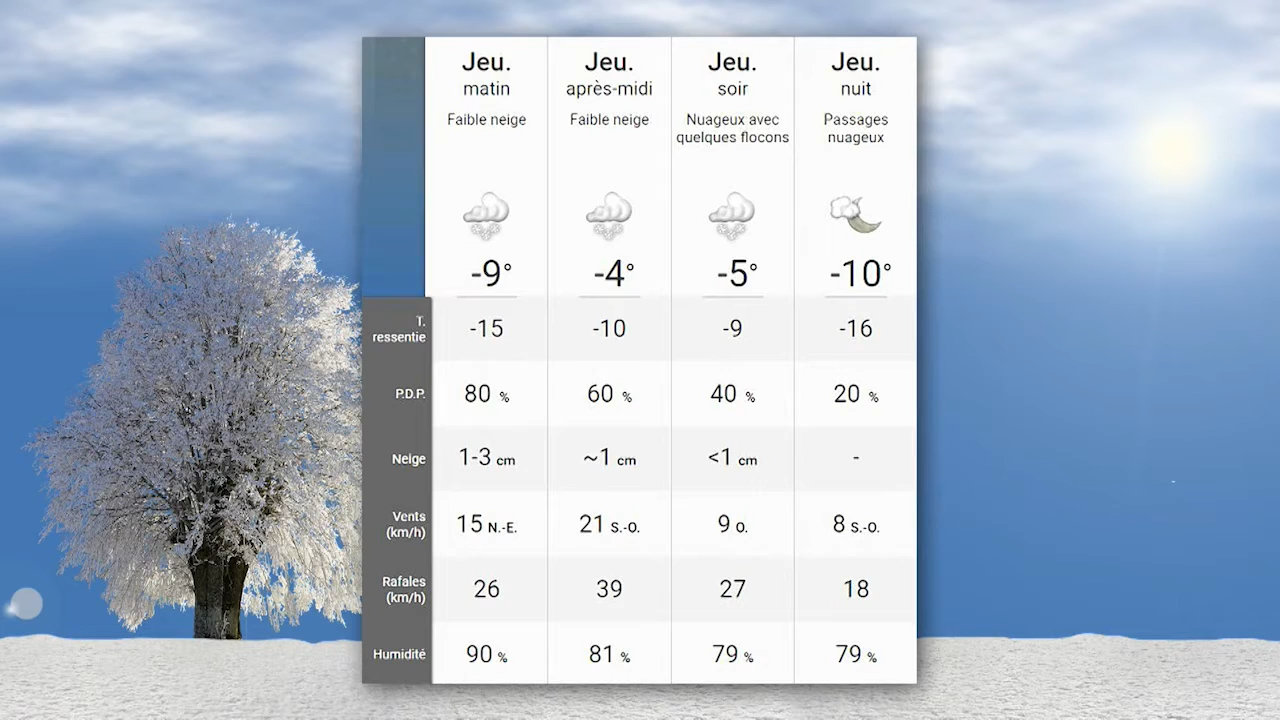 Jeu. Jeu. Jeu. Jeu.
matin après-midi soir nuit
Faible neige Faible neige Nuageux avec quelques flocons Passages nuageux
-9° -4° -5° -10°
T. ressentie -15 -10 -9 -16
P.D.P. 80 % 60 % 40 % 20 %
Neige 1-3 cm ~1 cm <1 cm -
Vents (km/h) 15 N.-E. 21 S.-O. 9 O. 8 S.-O.
Rafales (km/h) 26 39 27 18
Humidité 90 % 81 % 79 % 79 %